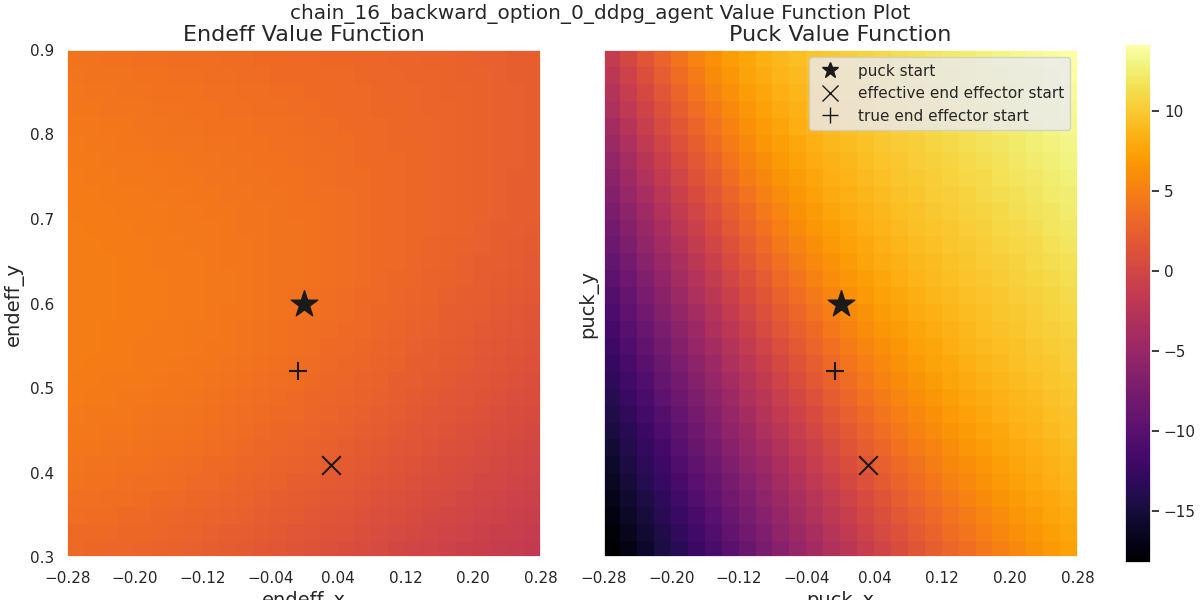 chain_16_backward_option_0_ddpg_agent Value Function Plot
Endeff Value Function
Puck Value Function
puck start
effective end effector start
true end effector start
endeff_y
0.9
0.8
0.7
0.6
0.5
0.4
0.3
−0.28 −0.20 −0.12 −0.04 0.04 0.12 0.20 0.28
endeff_x
puck_y
−0.28 −0.20 −0.12 −0.04 0.04 0.12 0.20 0.28
puck_x
10
5
0
−5
−10
−15